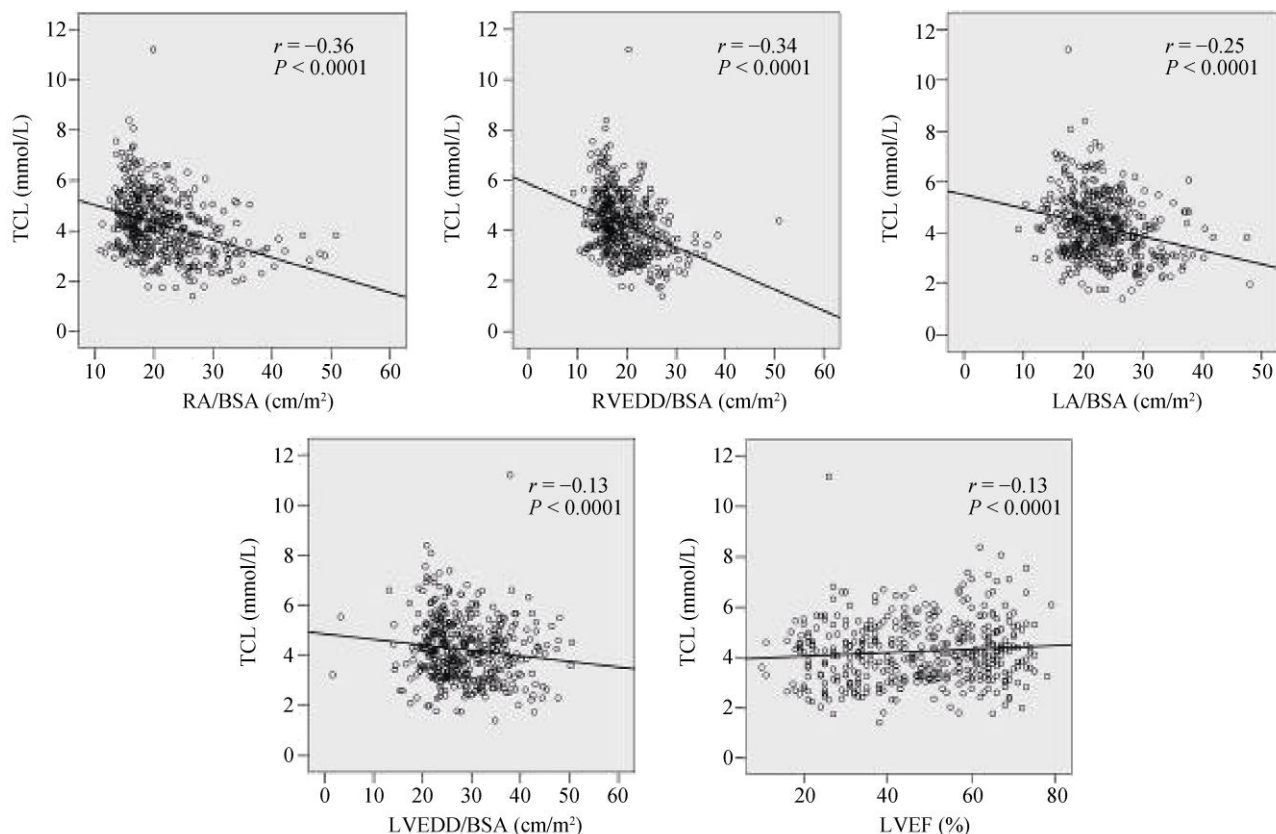 12
10
8
6
4
2
0
TCL (mmol/L)
r = −0.36
P < 0.0001
10 20 30 40 50 60
RA/BSA (cm/m²)
12
10
8
6
4
2
0
TCL (mmol/L)
r = −0.34
P < 0.0001
0 10 20 30 40 50 60
RVEDD/BSA (cm/m²)
12
10
8
6
4
2
0
TCL (mmol/L)
r = −0.25
P < 0.0001
0 10 20 30 40 50
LA/BSA (cm/m²)
12
10
8
6
4
2
0
TCL (mmol/L)
r = −0.13
P < 0.0001
0 10 20 30 40 50 60
LVEDD/BSA (cm/m²)
12
10
8
6
4
2
0
TCL (mmol/L)
r = −0.13
P < 0.0001
20 40 60 80
LVEF (%)